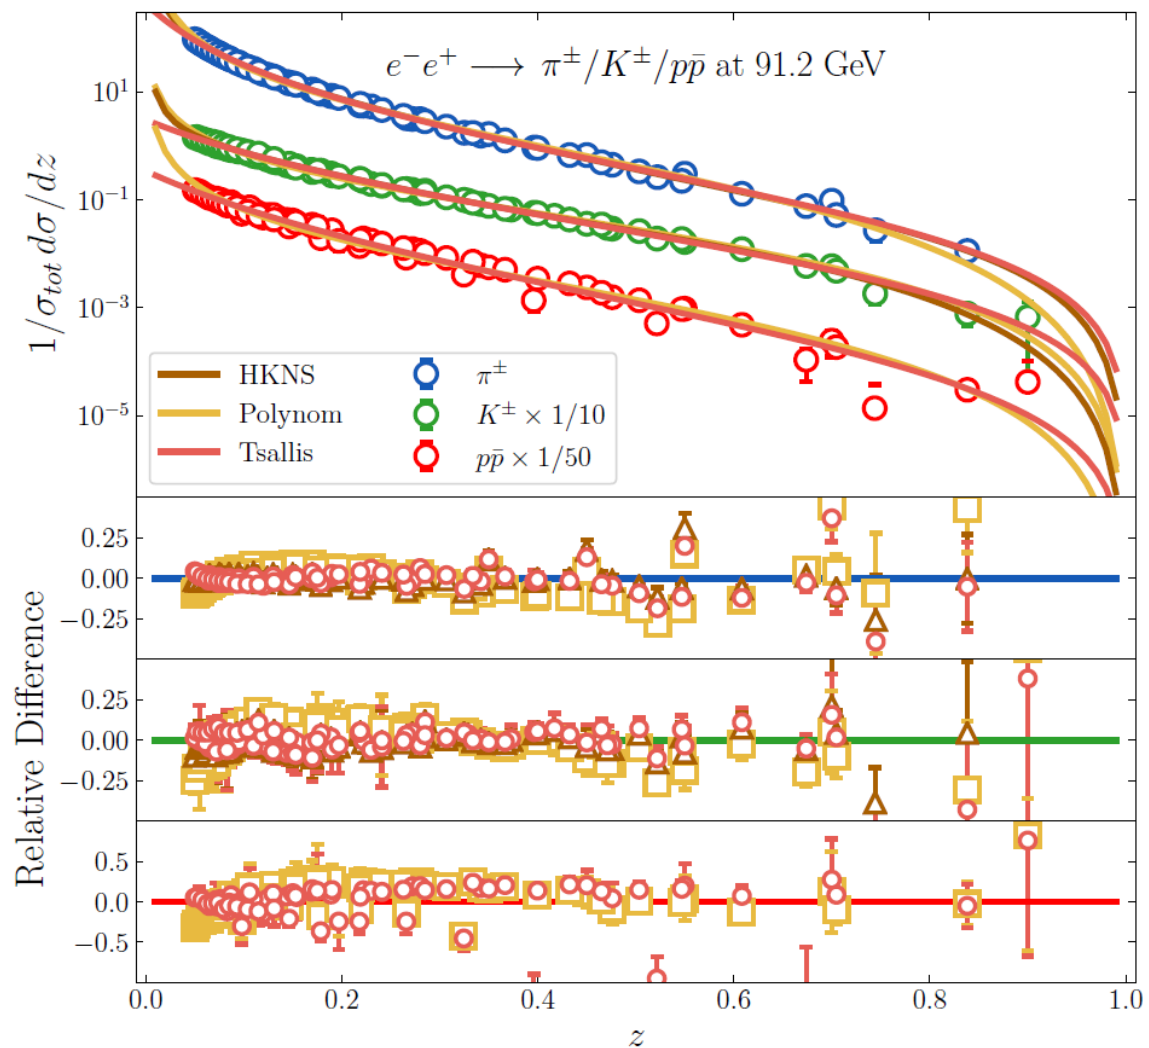 e⁻e⁺ ⟶ π±/K±/pp̄ at 91.2 GeV
1/σ_tot dσ/dz
10¹
10⁻¹
10⁻³
10⁻⁵
HKNS
Polynom
Tsallis
π±
K± × 1/10
pp̄ × 1/50
Relative Difference
0.25
0.00
−0.25
0.25
0.00
−0.25
0.5
0.0
−0.5
0.0 0.2 0.4 0.6 0.8 1.0
z